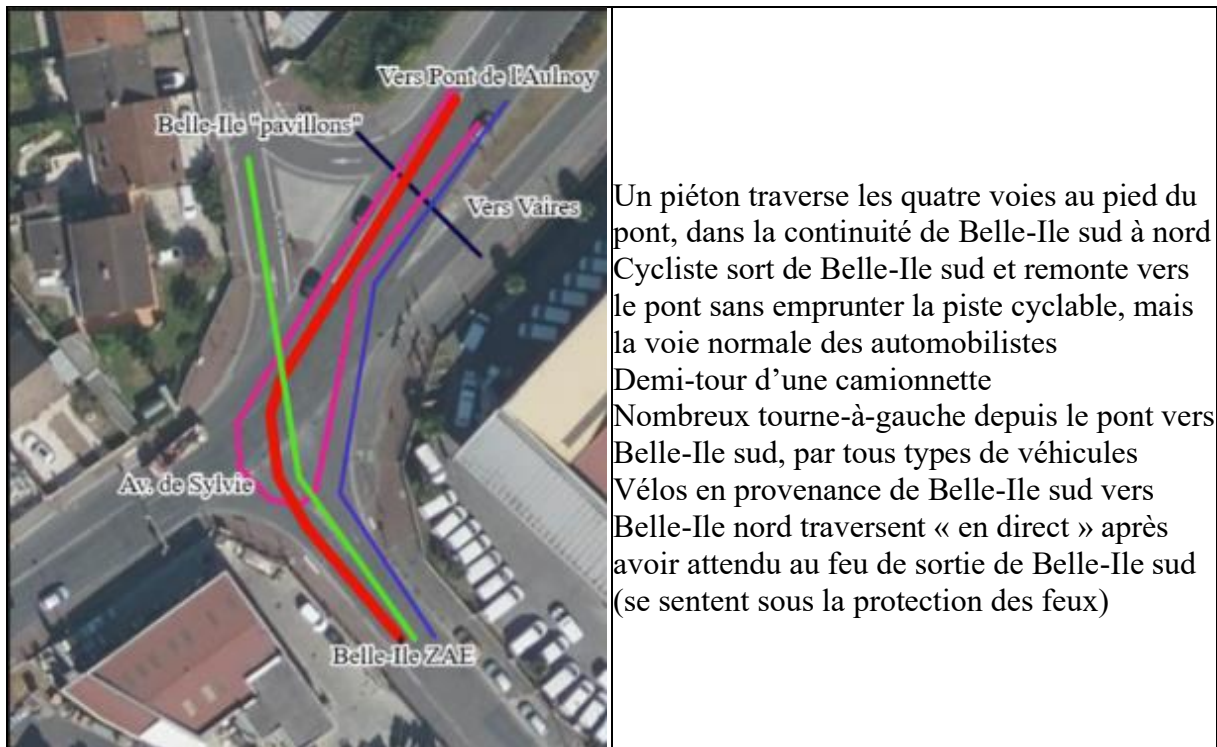 Vers Pont de l'Aulnoy
Belle-Ile "pavillons"
Vers Vaires
Av. de Sylvie
Belle-Ile ZAE
Un piéton traverse les quatre voies au pied du
pont, dans la continuité de Belle-Ile sud à nord
Cycliste sort de Belle-Ile sud et remonte vers
le pont sans emprunter la piste cyclable, mais
la voie normale des automobilistes
Demi-tour d’une camionnette
Nombreux tourne-à-gauche depuis le pont vers
Belle-Ile sud, par tous types de véhicules
Vélos en provenance de Belle-Ile sud vers
Belle-Ile nord traversent « en direct » après
avoir attendu au feu de sortie de Belle-Ile sud
(se sentent sous la protection des feux)